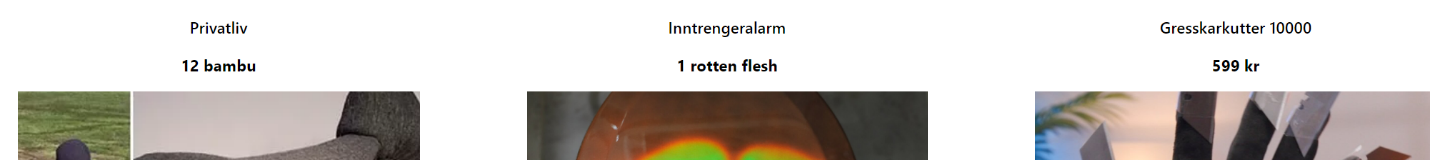 Privatliv
12 bambu
Inntrengeralarm
1 rotten flesh
Gresskarkutter 10000
599 kr